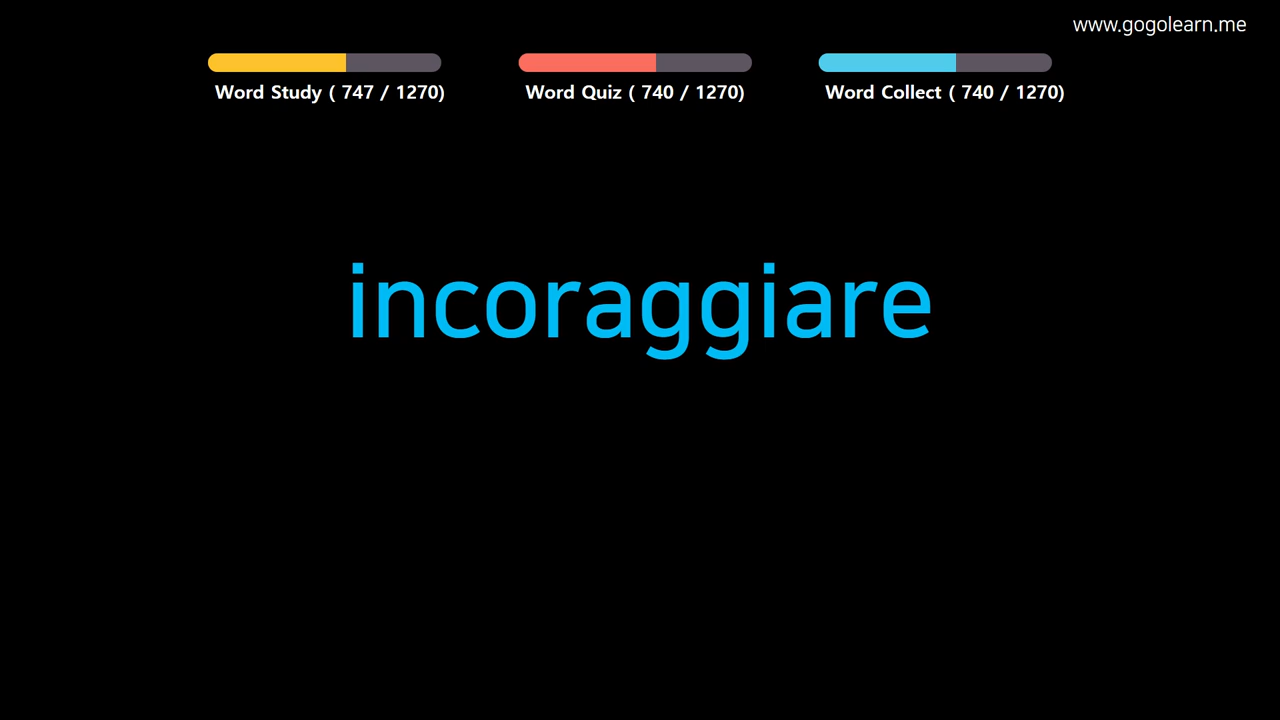 www.gogolearn.me
Word Study ( 747 / 1270)
Word Quiz ( 740 / 1270)
Word Collect ( 740 / 1270)
incoraggiare